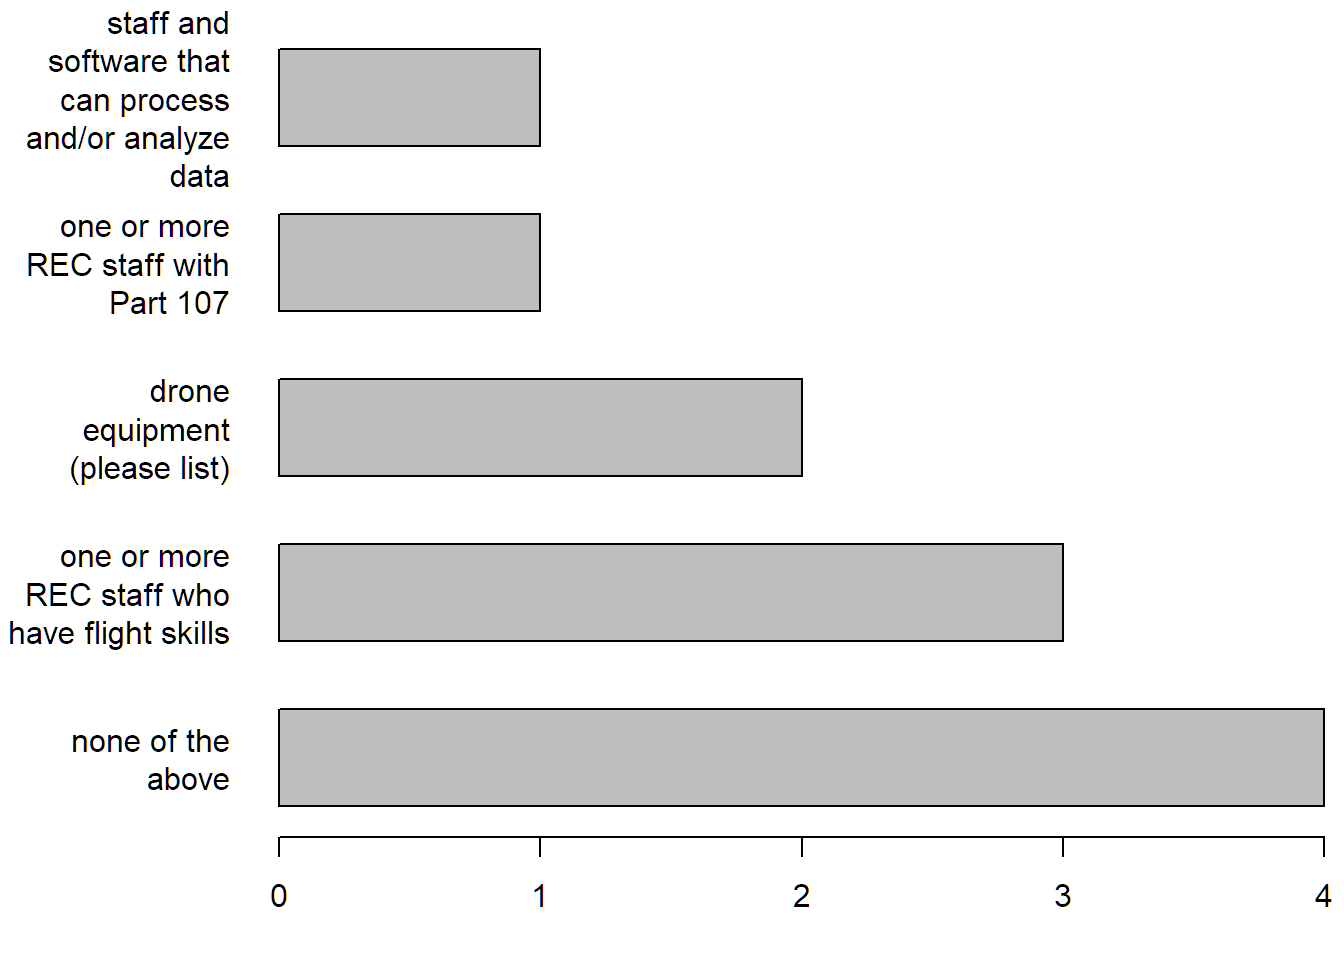 staff and
software that
can process
and/or analyze
data
one or more
REC staff with
Part 107
drone
equipment
(please list)
one or more
REC staff who
have flight skills
none of the
above
0 1 2 3 4